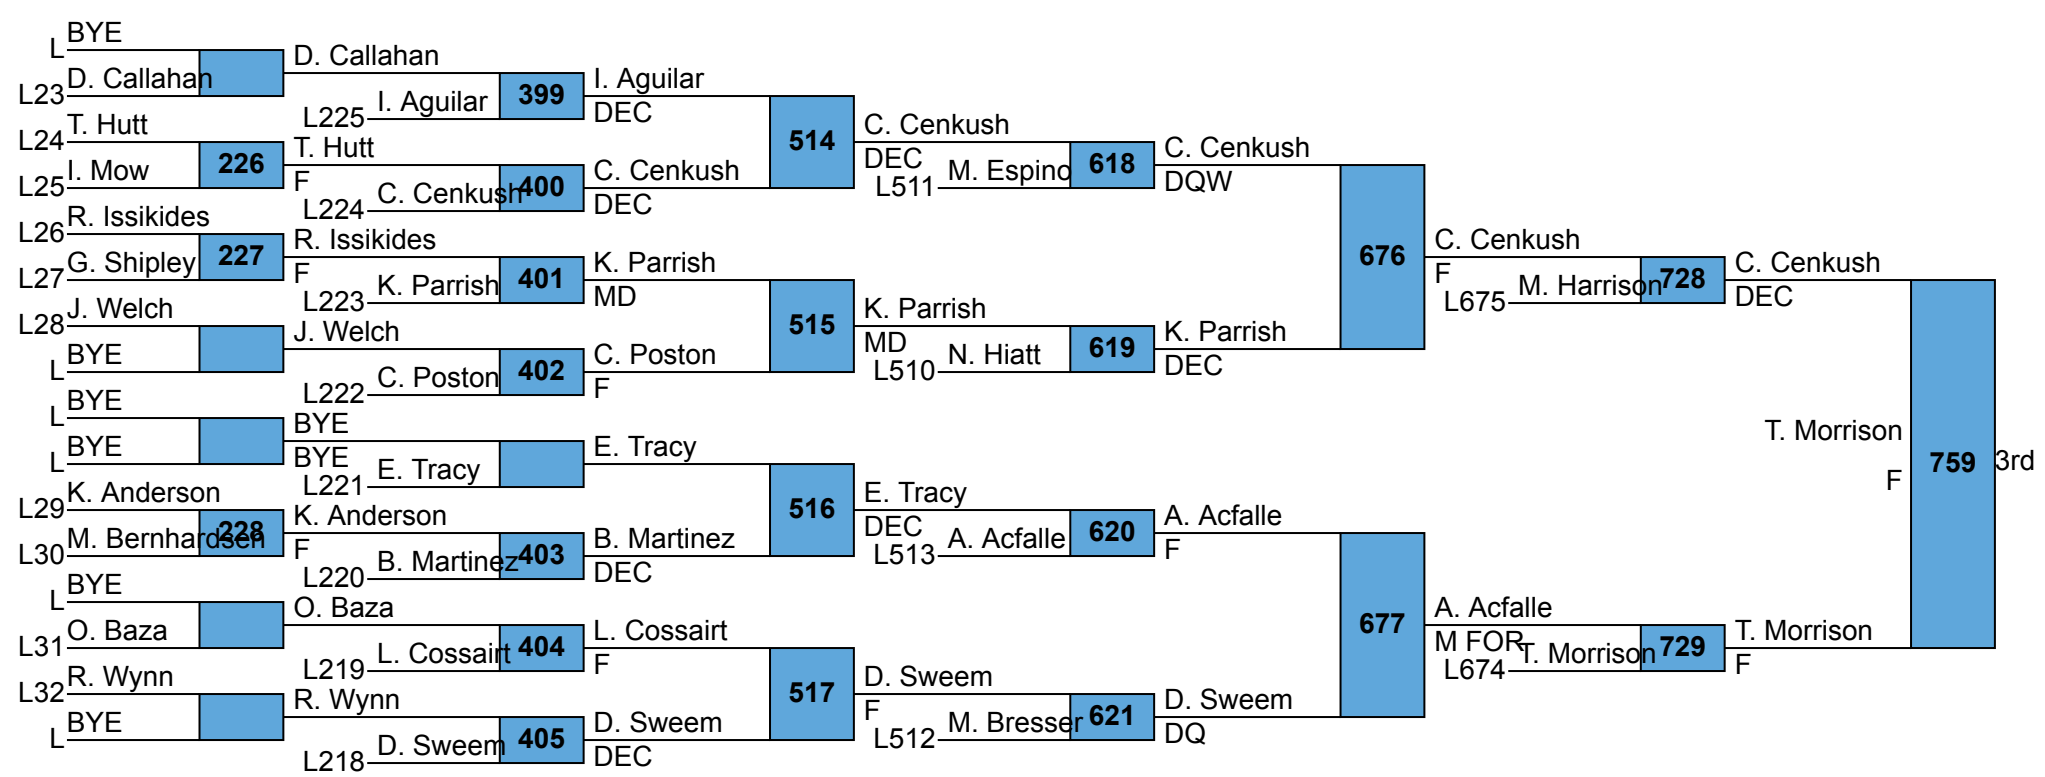 BYE
L
D. Callahan
L23
T. Hutt
L24
I. Mow
L25
226
R. Issikides
L26
G. Shipley
L27
227
J. Welch
L28
BYE
L
BYE
L
BYE
L
K. Anderson
L29
M. Bernhardsen
L30
228
BYE
L
O. Baza
L31
R. Wynn
L32
BYE
L
D. Callahan
I. Aguilar
L225
399
T. Hutt
F
C. Cenkush
L224
400
R. Issikides
F
K. Parrish
L223
401
J. Welch
C. Poston
L222
402
BYE
BYE
E. Tracy
L221
K. Anderson
F
B. Martinez
L220
403
O. Baza
L. Cossairt
L219
404
R. Wynn
D. Sweem
L218
405
I. Aguilar
DEC
514
C. Cenkush
DEC
K. Parrish
MD
515
C. Poston
F
E. Tracy
516
B. Martinez
DEC
L. Cossairt
F
517
D. Sweem
DEC
C. Cenkush
DEC
M. Espino
L511
618
K. Parrish
MD
N. Hiatt
L510
619
E. Tracy
DEC
A. Acfalle
L513
620
D. Sweem
F
M. Bresser
L512
621
C. Cenkush
DQW
676
K. Parrish
DEC
A. Acfalle
F
677
D. Sweem
DQ
C. Cenkush
F
M. Harrison
L675
728
A. Acfalle
M FOR
T. Morrison
L674
729
C. Cenkush
DEC
T. Morrison
F
759
3rd
T. Morrison
F